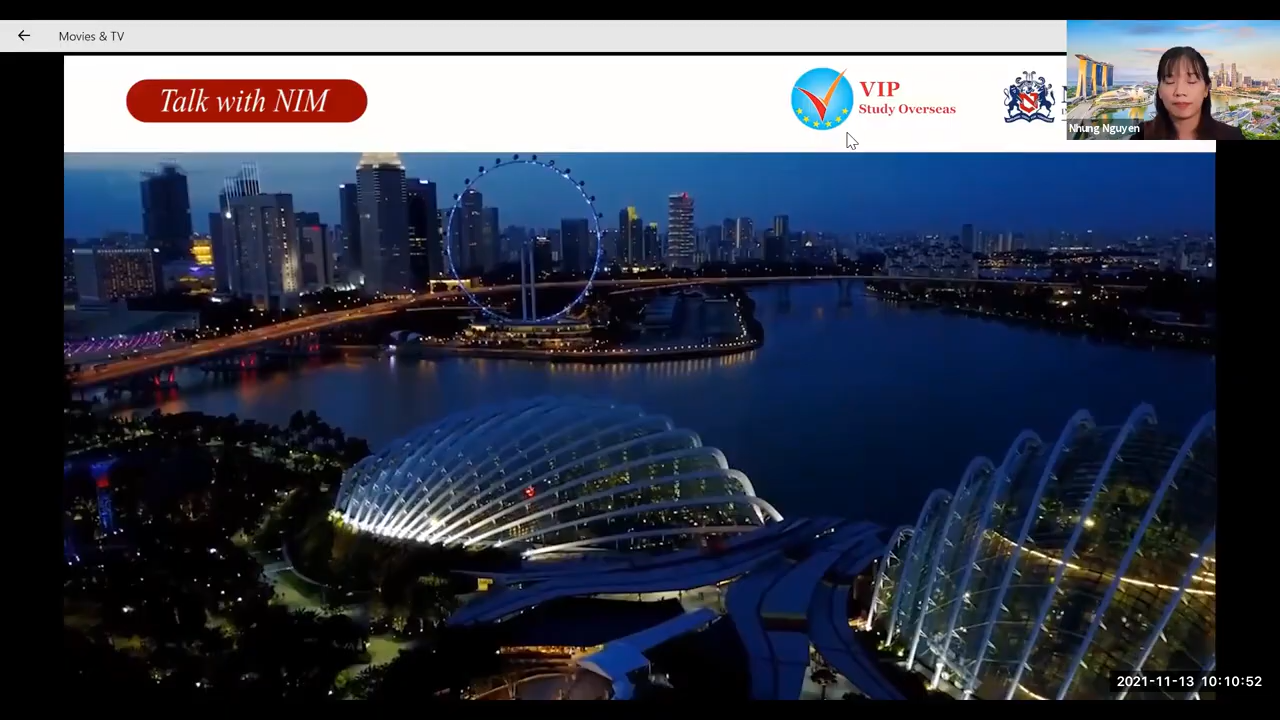 Movies & TV
Talk with NIM
VIP
Study Overseas
Nhung Nguyen
2021-11-13 10:10:52